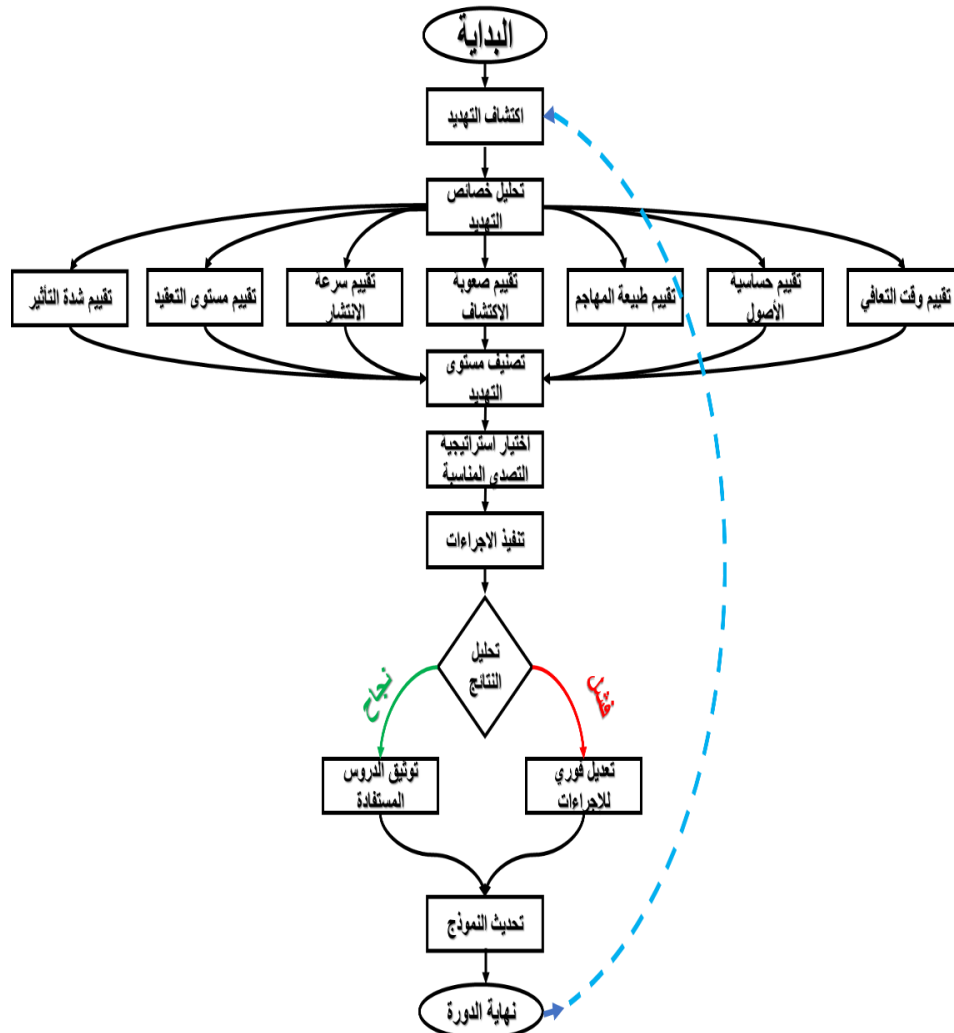 البداية
اكتشاف التهديد
تحليل خصائص
التهديد
تقييم وقت التعافي
تقييم حساسية
الأصول
تقييم طبيعة المهاجم
تقييم صعوبة
الاكتشاف
تقييم سرعة
الانتشار
تقييم مستوى التعقيد
تقييم شدة التأثير
تصنيف مستوى
التهديد
اختيار استراتيجية
التصدي المناسبة
تنفيذ الاجراءات
تحليل
النتائج
فشل
نجاح
تعديل فوري
للاجراءات
توثيق الدروس
المستفادة
تحديث النموذج
نهاية الدورة